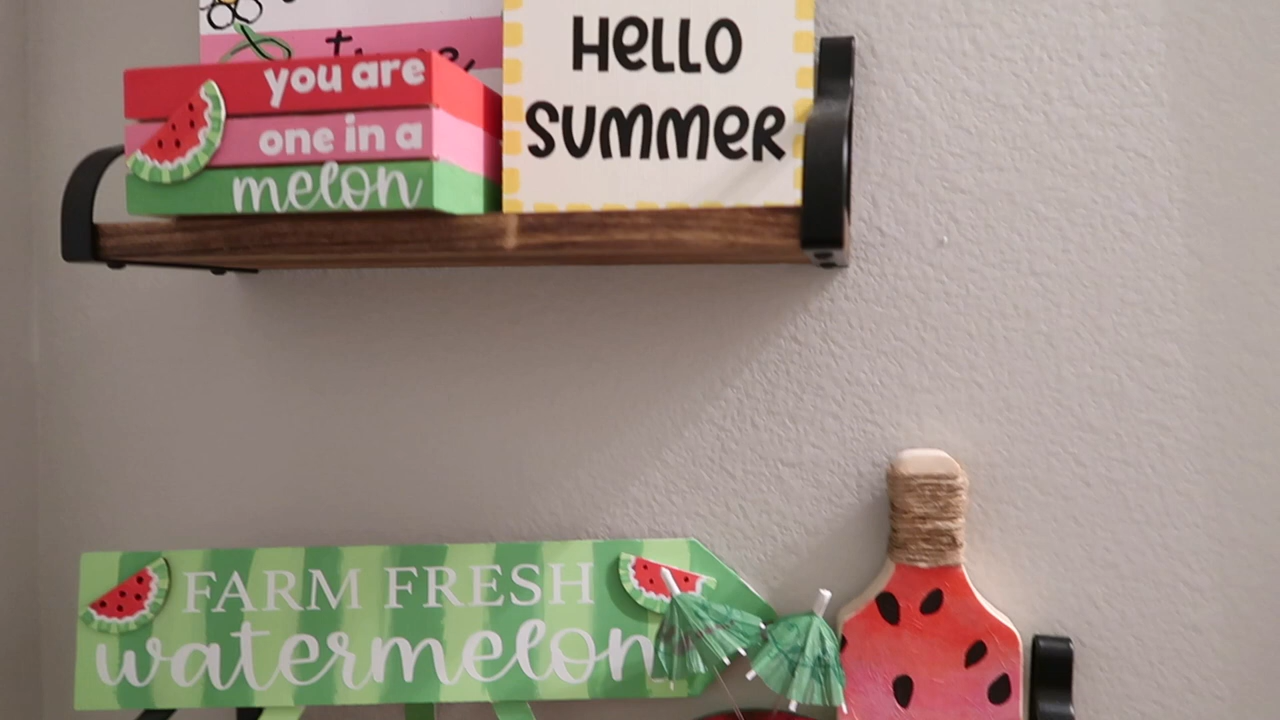 you are
one in a
melon
HELLO
SUMMER
FARM FRESH
watermelon